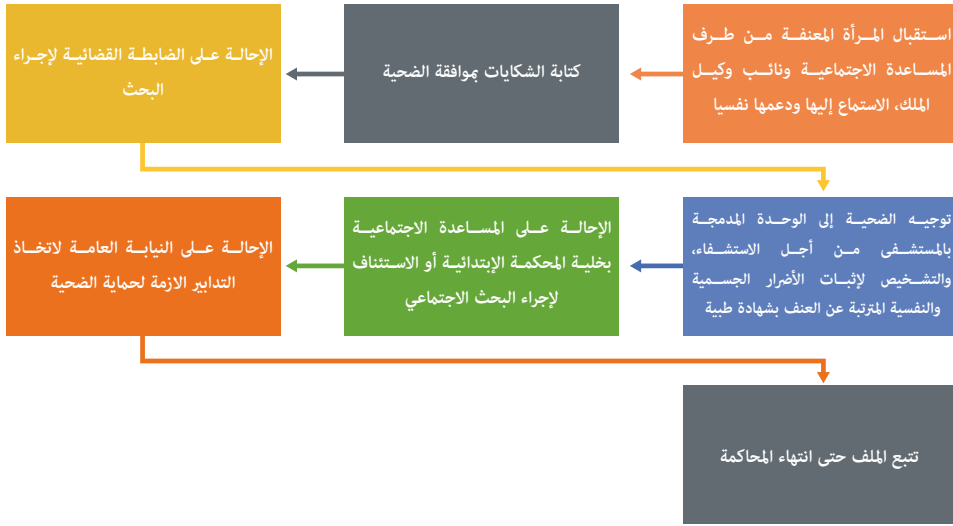 استقبال المرأة المعنفة من طرف
المساعدة الاجتماعية ونائب وكيل
الملك، الاستماع إليها ودعمها نفسيا
كتابة الشكايات بموافقة الضحية
الإحالة على الضابطة القضائية لإجراء
البحث
توجيه الضحية إلى الوحدة المدمجة
بالمستشفى من أجل الاستشفاء،
والتشخيص لإثبات الأضرار الجسمية
والنفسية المترتبة عن العنف بشهادة طبية
الإحالة على المساعدة الاجتماعية
بخلية المحكمة الإبتدائية أو الاستئناف
لإجراء البحث الاجتماعي
الإحالة على النيابة العامة لاتخاذ
التدابير الازمة لحماية الضحية
تتبع الملف حتى انتهاء المحاكمة